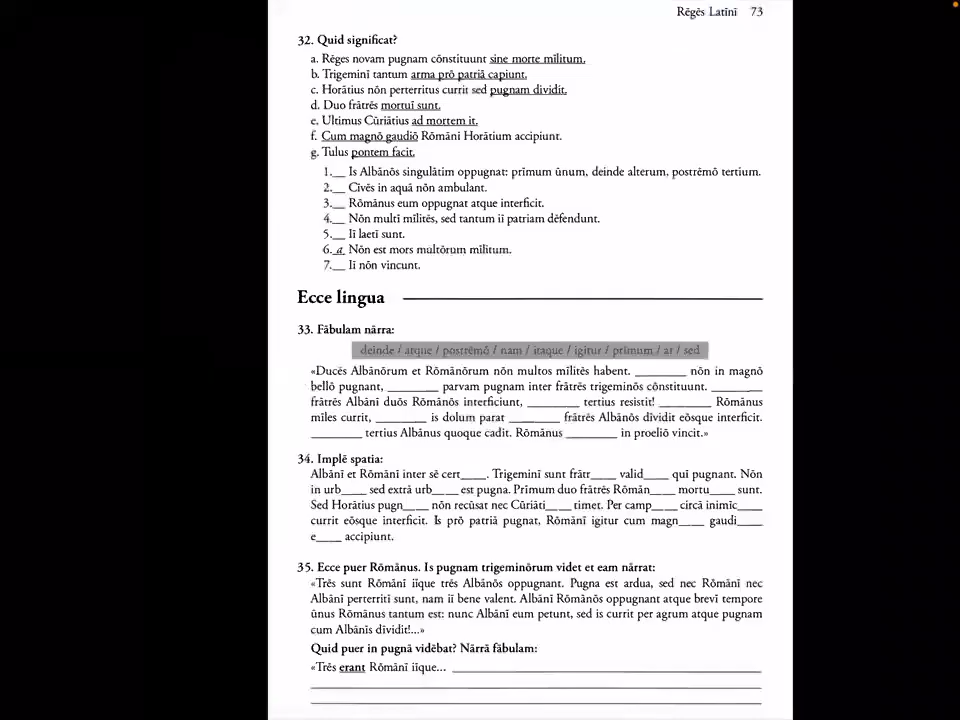 Rēgēs Latīnī 73
32. Quid significat?
a. Rēges novam pugnam cōnstituunt sine morte mīlitum.
b. Trigeminī tantum arma prō patriā capiunt.
c. Horātius nōn perterritus currit sed pugnam dīvidit.
d. Duo frātrēs mortuī sunt.
e. Ultimus Cūriātius ad mortem it.
f. Cum magnō gaudiō Rōmānī Horātium accipiunt.
g. Tulus pontem facit.
1.__ Is Albānōs singulātim oppugnat: prīmum ūnum, deinde alterum, postrēmō tertium.
2.__ Cīvēs in aquā nōn ambulant.
3.__ Rōmānus eum oppugnat atque interficit.
4.__ Nōn multī mīlitēs, sed tantum iī patriam dēfendunt.
5.__ Iī laetī sunt.
6._a_ Nōn est mors multōrum mīlitum.
7.__ Iī nōn vincunt.
Ecce lingua
33. Fābulam nārra:
deinde / atque / postrēmō / nam / itaque / igitur / prīmum / at / sed
«Ducēs Albānōrum et Rōmānōrum nōn multos mīlitēs habent. ________ nōn in magnō
bellō pugnant, ________ parvam pugnam inter frātrēs trigeminōs cōnstituunt. ________
frātrēs Albānī duōs Rōmānōs interficiunt, ________ tertius resistit! ________ Rōmānus
mīles currit, ________ is dolum parat ________ frātrēs Albānōs dīvidit eōsque interficit.
________ tertius Albānus quoque cadit. Rōmānus ________ in proeliō vincit.»
34. Implē spatia:
Albānī et Rōmānī inter sē cert____. Trigeminī sunt frātr____ valid____ quī pugnant. Nōn
in urb____ sed extrā urb____ est pugna. Prīmum duo frātrēs Rōmān____ mortu____ sunt.
Sed Horātius pugn____ nōn recūsat nec Cūriāti____ timet. Per camp____ circā inimīc____
currit eōsque interficit. Is prō patriā pugnat, Rōmānī igitur cum magn____ gaudi____
e____ accipiunt.
35. Ecce puer Rōmānus. Is pugnam trigeminōrum videt et eam nārrat:
«Trēs sunt Rōmānī iīque trēs Albānōs oppugnant. Pugna est ardua, sed nec Rōmānī nec
Albānī perterritī sunt, nam iī bene valent. Albānī Rōmānōs oppugnant atque brevī tempore
ūnus Rōmānus tantum est: nunc Albānī eum petunt, sed is currit per agrum atque pugnam
cum Albānīs dīvidit!...»
Quid puer in pugnā vidēbat? Nārrā fābulam:
«Trēs erant Rōmānī iīque...